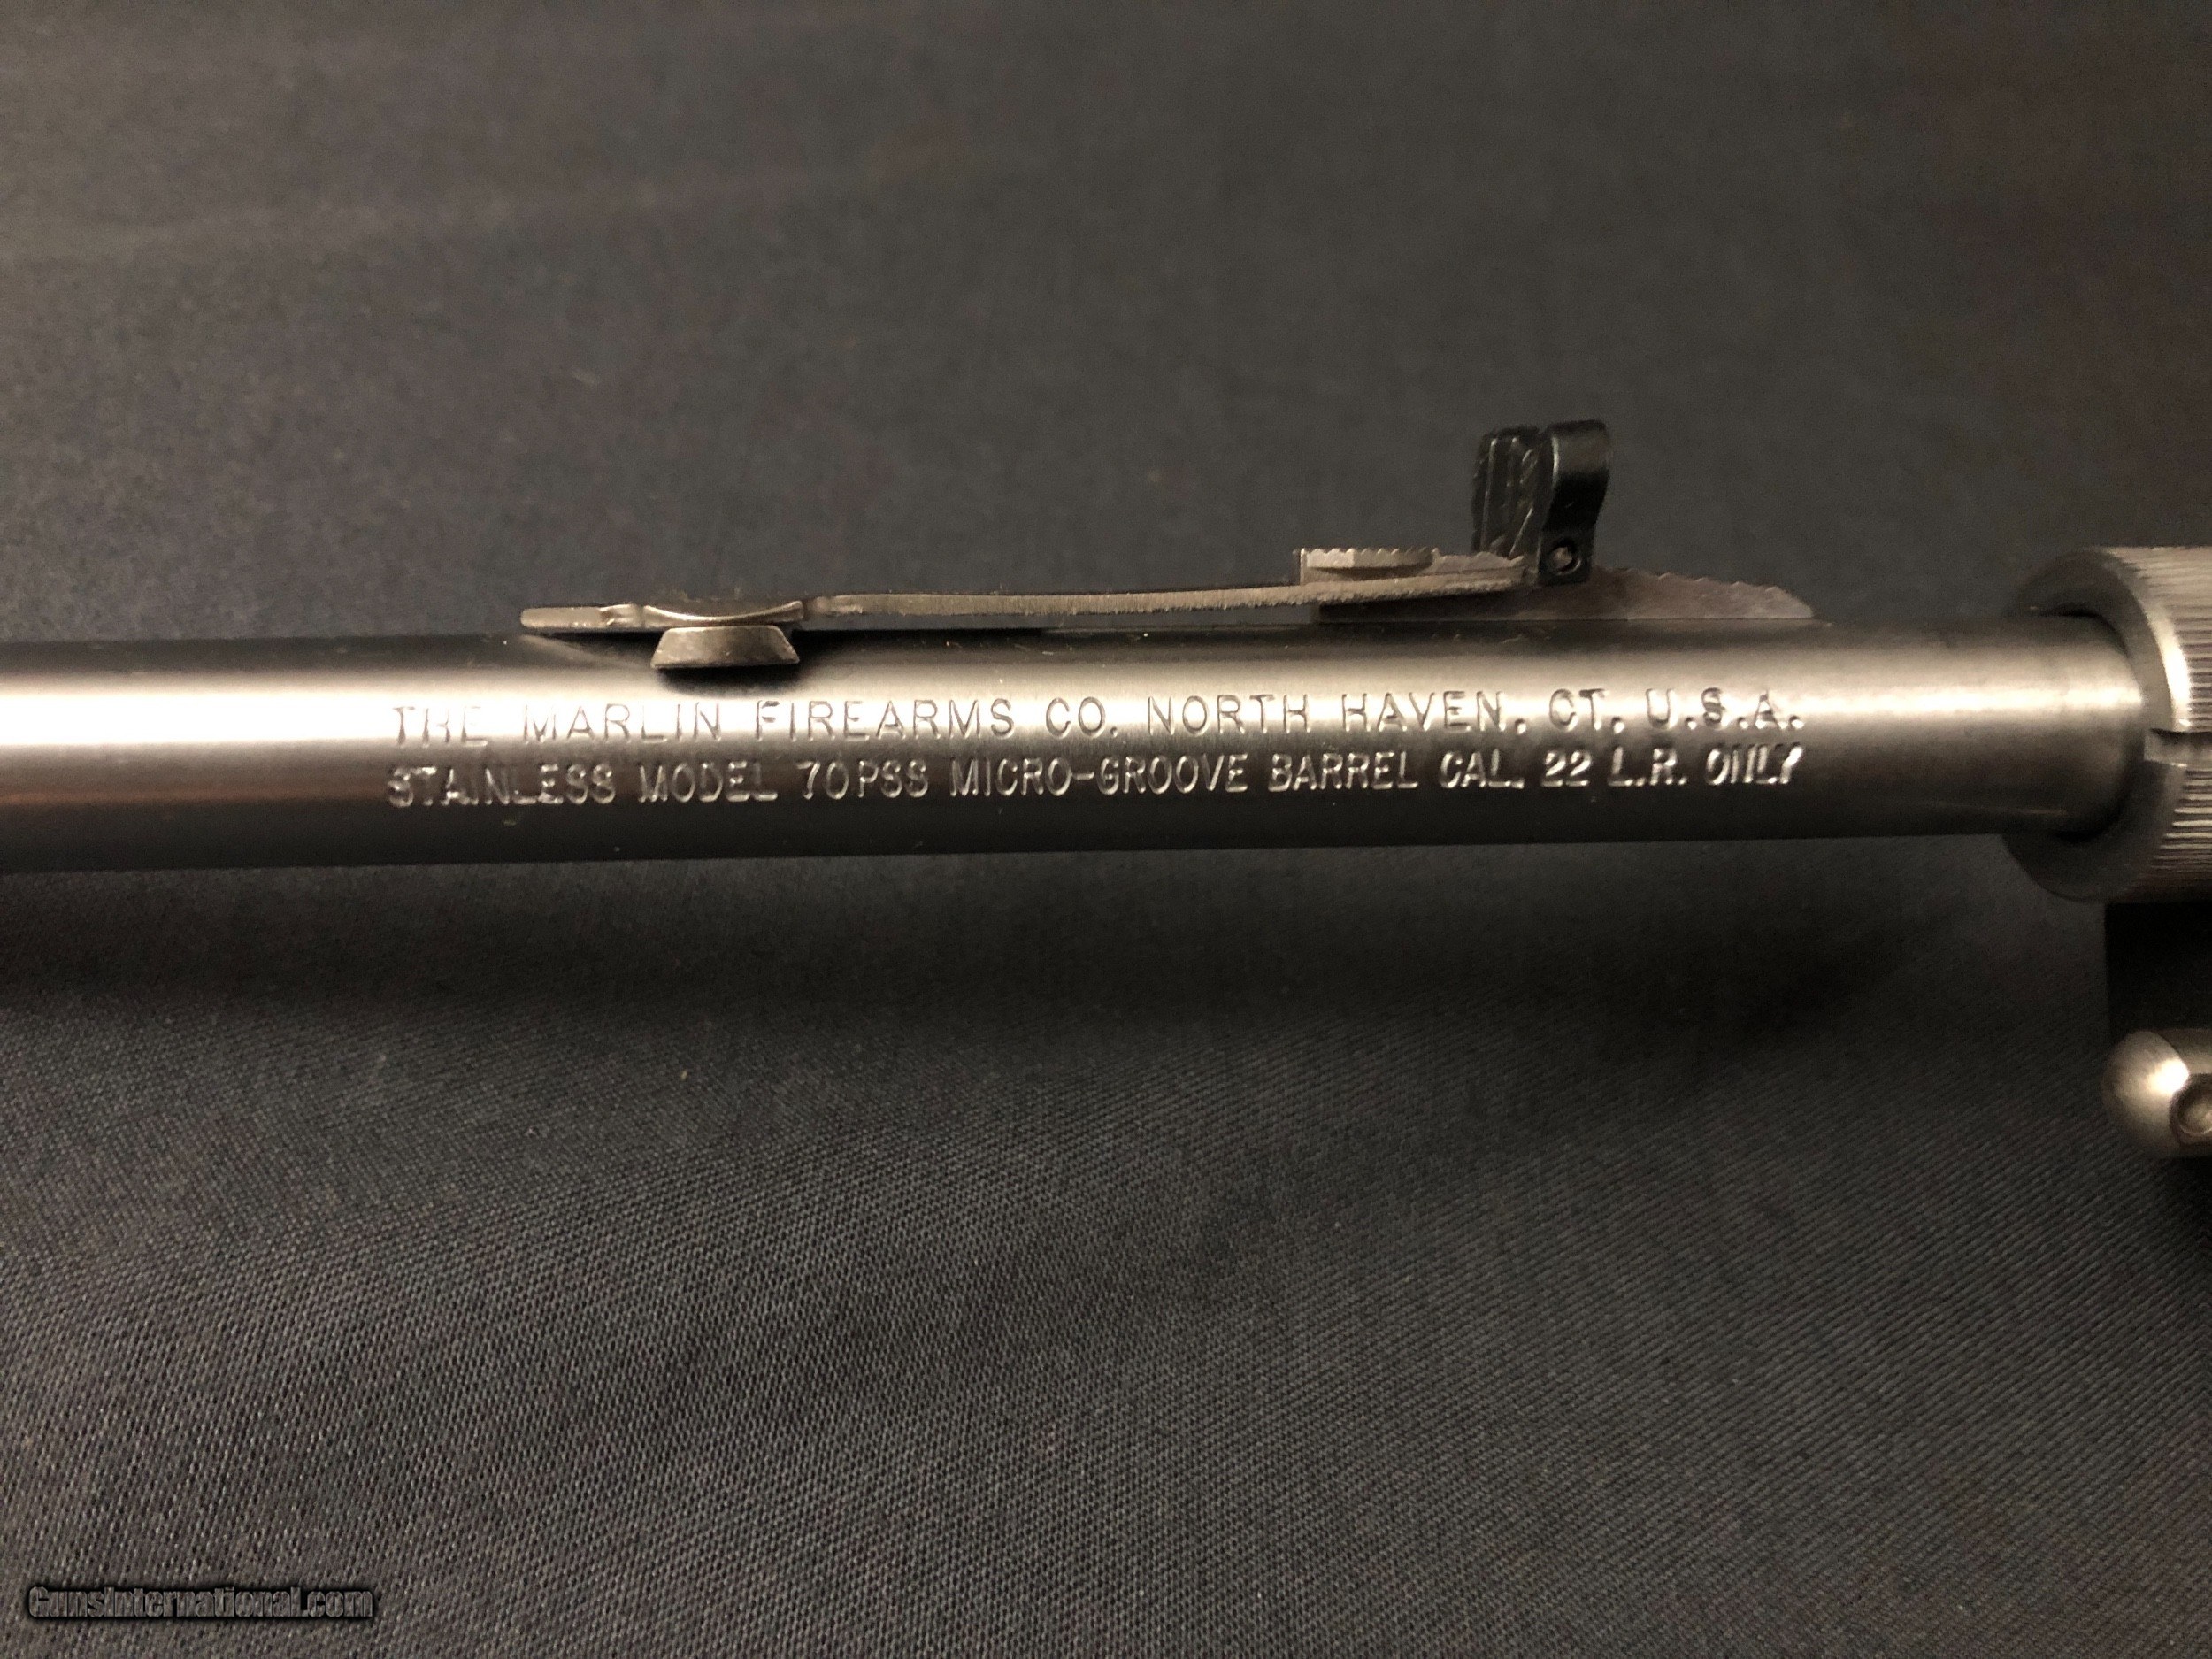 THE MARLIN FIREARMS CO. NORTH HAVEN, CT. U.S.A.
STAINLESS MODEL 70PSS MICRO-GROOVE BARREL CAL. 22 L.R. ONLY
GunsInternational.com